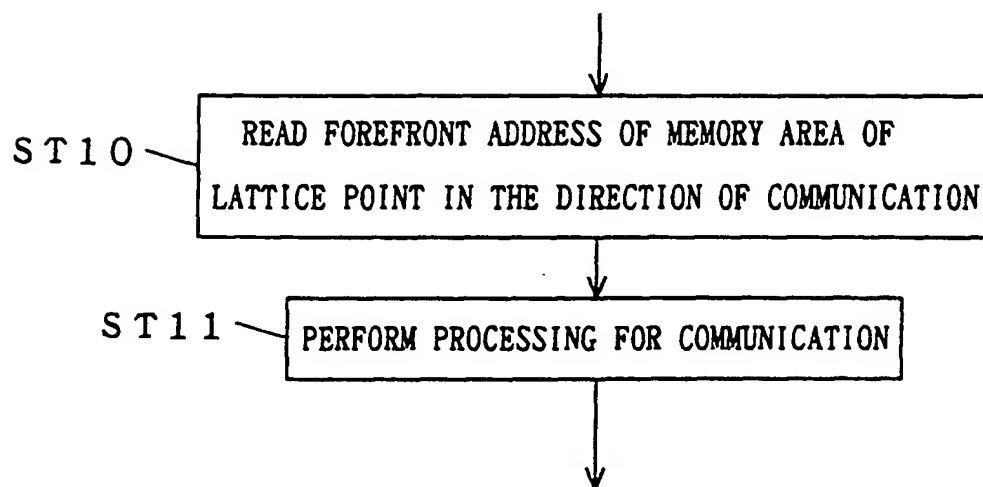 READ FOREFRONT ADDRESS OF MEMORY AREA OF
ST10
LATTICE POINT IN THE DIRECTION OF COMMUNICATION
ST11
PERFORM PROCESSING FOR COMMUNICATION